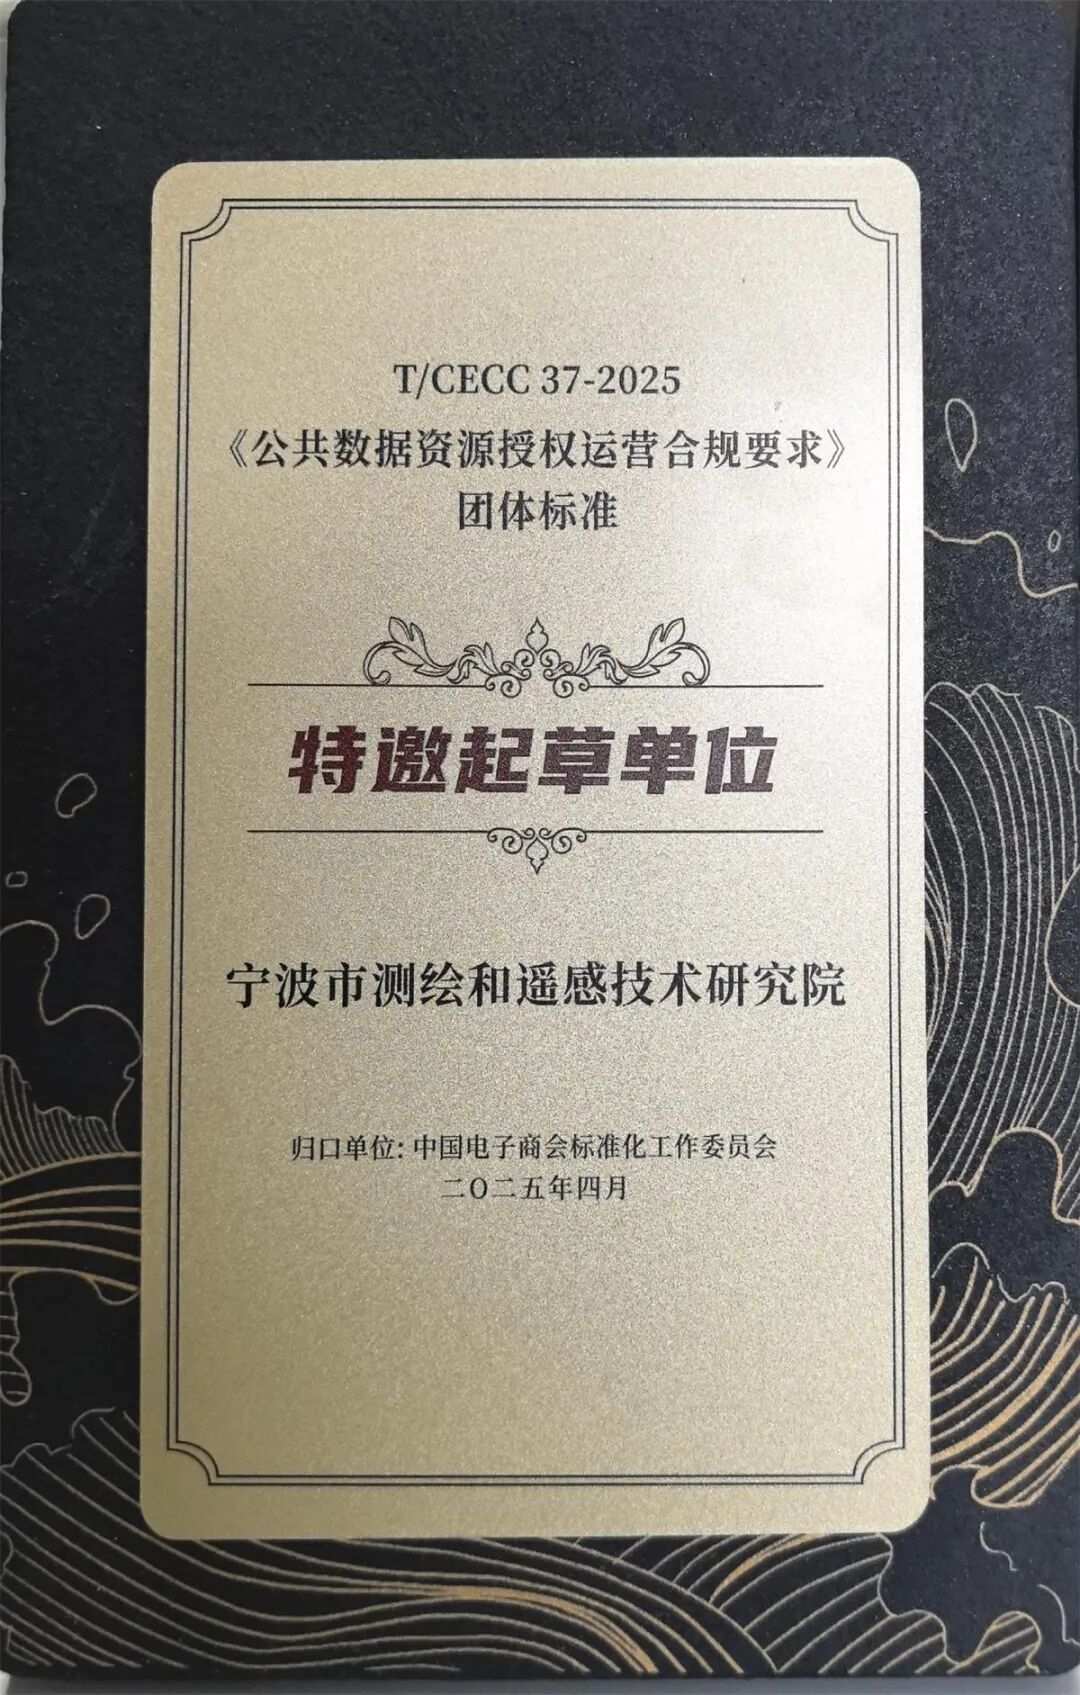 T/CECC 37-2025
《公共数据资源授权运营合规要求》
团体标准
特邀起草单位
宁波市测绘和遥感技术研究院
归口单位: 中国电子商会标准化工作委员会
二〇二五年四月